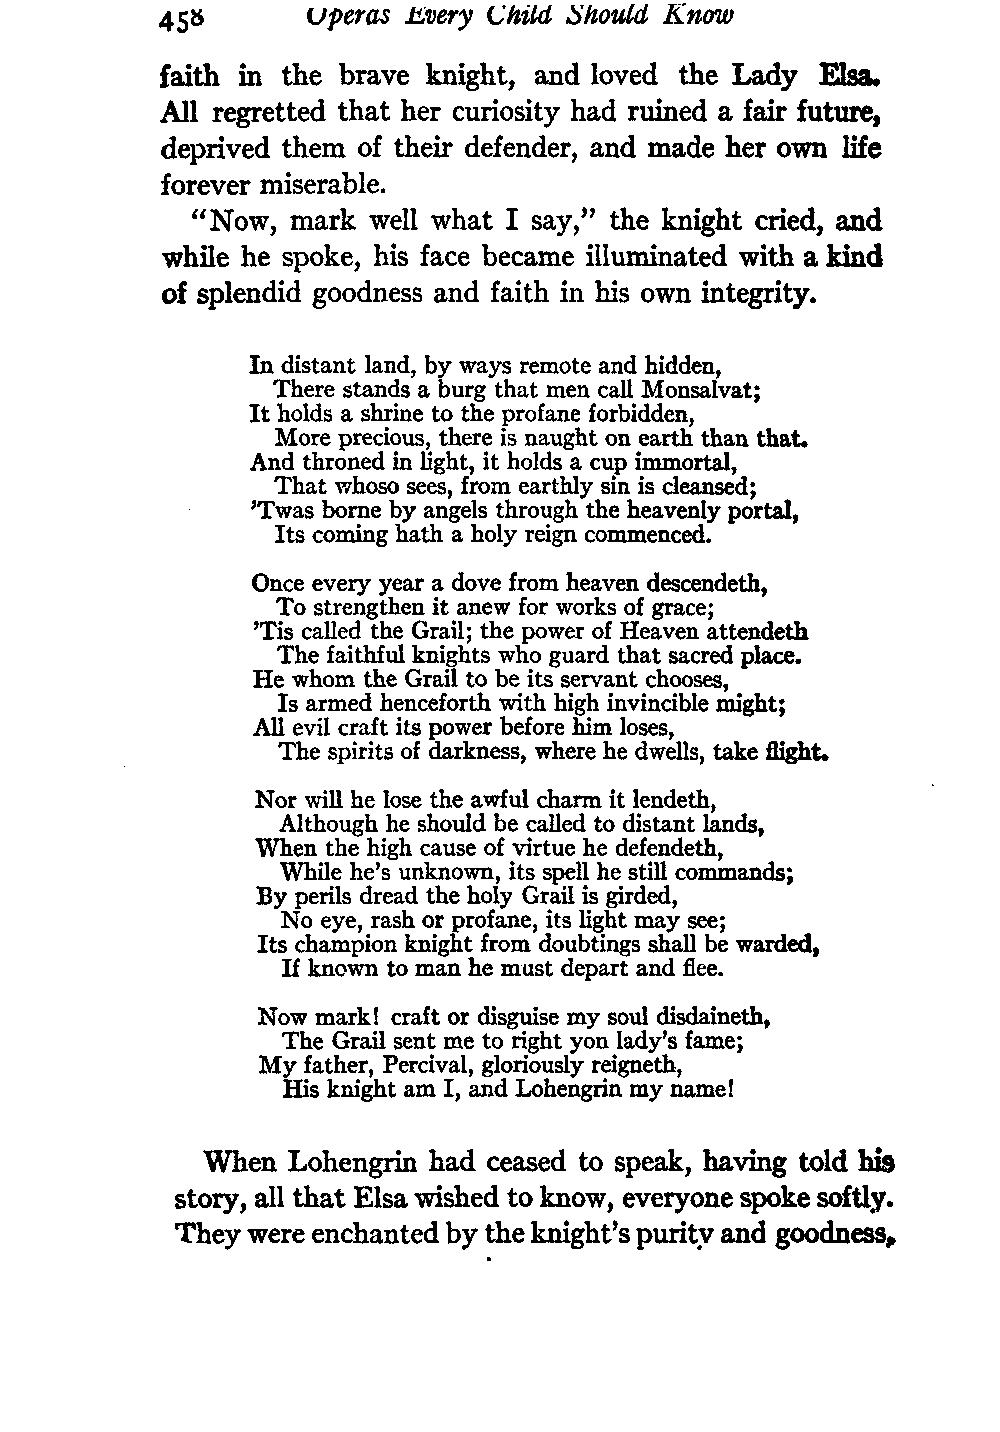 458 Operas Every Child Should Know
faith in the brave knight, and loved the Lady Elsa.
All regretted that her curiosity had ruined a fair future,
deprived them of their defender, and made her own life
forever miserable.
"Now, mark well what I say," the knight cried, and
while he spoke, his face became illuminated with a kind
of splendid goodness and faith in his own integrity.
In distant land, by ways remote and hidden,
There stands a burg that men call Monsalvat;
It holds a shrine to the profane forbidden,
More precious, there is naught on earth than that.
And throned in light, it holds a cup immortal,
That whoso sees, from earthly sin is cleansed;
'Twas borne by angels through the heavenly portal,
Its coming hath a holy reign commenced.
Once every year a dove from heaven descendeth,
To strengthen it anew for works of grace;
'Tis called the Grail; the power of Heaven attendeth
The faithful knights who guard that sacred place.
He whom the Grail to be its servant chooses,
Is armed henceforth with high invincible might;
All evil craft its power before him loses,
The spirits of darkness, where he dwells, take flight.
Nor will he lose the awful charm it lendeth,
Although he should be called to distant lands,
When the high cause of virtue he defendeth,
While he's unknown, its spell he still commands;
By perils dread the holy Grail is girded,
No eye, rash or profane, its light may see;
Its champion knight from doubtings shall be warded,
If known to man he must depart and flee.
Now mark! craft or disguise my soul disdaineth,
The Grail sent me to right yon lady's fame;
My father, Percival, gloriously reigneth,
His knight am I, and Lohengrin my name!
When Lohengrin had ceased to speak, having told his
story, all that Elsa wished to know, everyone spoke softly.
They were enchanted by the knight's purity and goodness,